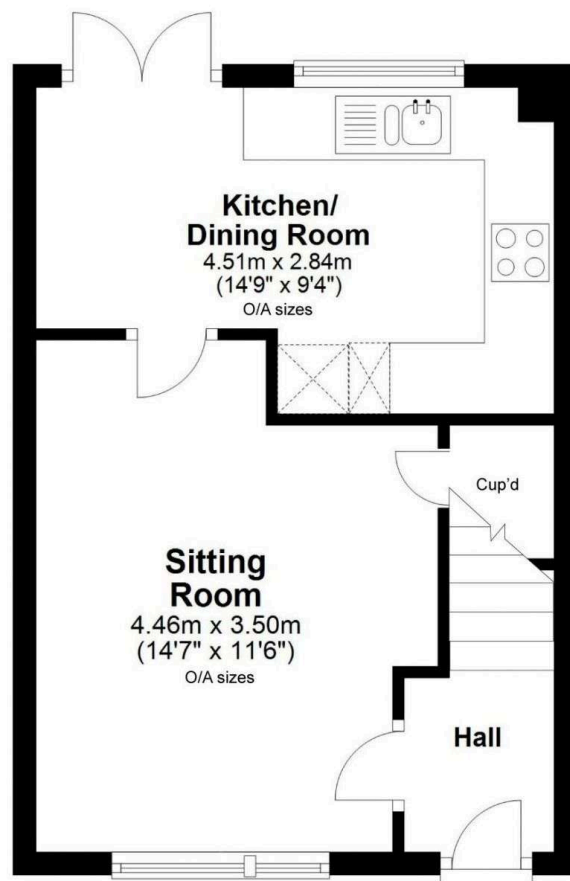 Kitchen/
Dining Room
4.51m x 2.84m
(14'9" x 9'4")
O/A sizes
Cup'd
Sitting
Room
4.46m x 3.50m
(14'7" x 11'6")
O/A sizes
Hall